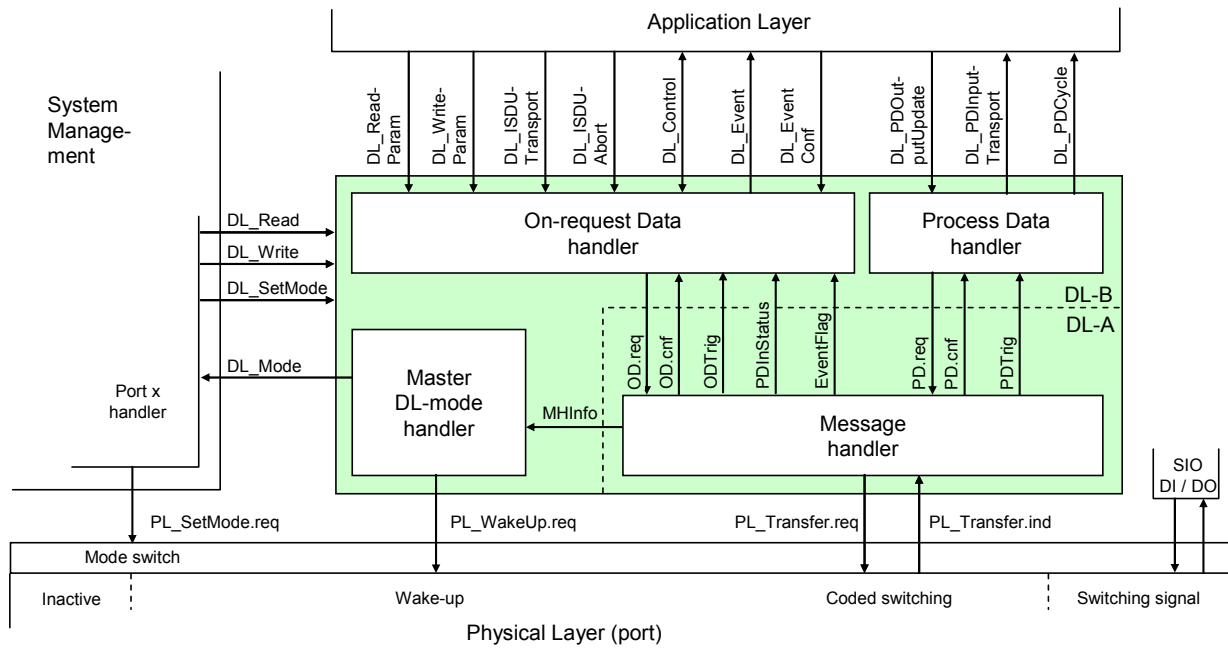 Application Layer
System
Manage-
ment
DL_Read-
Param
DL_Write-
Param
DL_ISDU-
Transport
DL_ISDU-
Abort
DL_Control
DL_Event
DL_Event
Conf
DL_PDOut-
putUpdate
DL_PDInput-
Transport
DL_PDCycle
On-request Data
handler
Process Data
handler
DL_Read
DL_Write
DL_SetMode
DL-B
DL-A
OD.req
OD.cnf
ODTrig
PDInStatus
EventFlag
PD.req
PD.cnf
PDTrig
DL_Mode
Port x
handler
Master
DL-mode
handler
MHInfo
Message
handler
SIO
DI / DO
PL_SetMode.req
PL_WakeUp.req
PL_Transfer.req
PL_Transfer.ind
Mode switch
Inactive
Wake-up
Coded switching
Switching signal
Physical Layer (port)